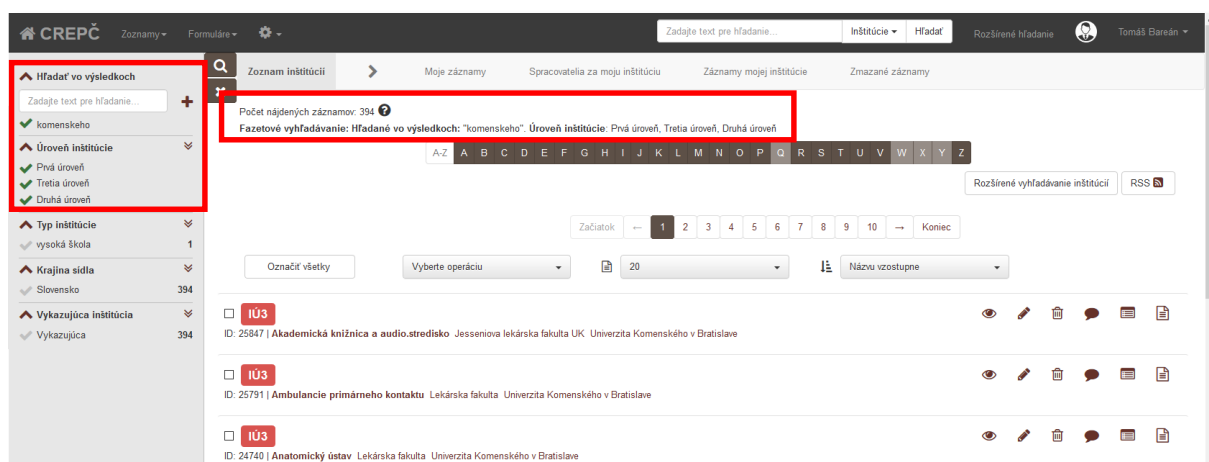 CREPČ Zoznamy Formuláre Zadajte text pre hľadanie... Inštitúcie Hľadať Rozšírené hľadanie Tomáš Bareán
Hľadať vo výsledkoch
Zadajte text pre hľadanie...
komenskeho
Úroveň inštitúcie
Prvá úroveň
Tretia úroveň
Druhá úroveň
Typ inštitúcie
vysoká škola 1
Krajina sídla
Slovensko 394
Vykazujúca inštitúcia
Vykazujúca 394
Zoznam inštitúcií Moje záznamy Spracovatelia za moju inštitúciu Záznamy mojej inštitúcie Zmazané záznamy
Počet nájdených záznamov: 394
Fazetové vyhľadávanie: Hľadané vo výsledkoch: "komenskeho". Úroveň inštitúcie: Prvá úroveň, Tretia úroveň, Druhá úroveň
A-Z A B C D E F G H I J K L M N O P Q R S T U V W X Y Z
Rozšírené vyhľadávanie inštitúcií RSS
Začiatok ← 1 2 3 4 5 6 7 8 9 10 → Koniec
Označiť všetky Vyberte operáciu 20 Názvu vzostupne
IÚ3
ID: 25847 | Akademická knižnica a audio.stredisko Jesseniova lekárska fakulta UK Univerzita Komenského v Bratislave
IÚ3
ID: 25791 | Ambulancie primárneho kontaktu Lekárska fakulta Univerzita Komenského v Bratislave
IÚ3
ID: 24740 | Anatomický ústav Lekárska fakulta Univerzita Komenského v Bratislave